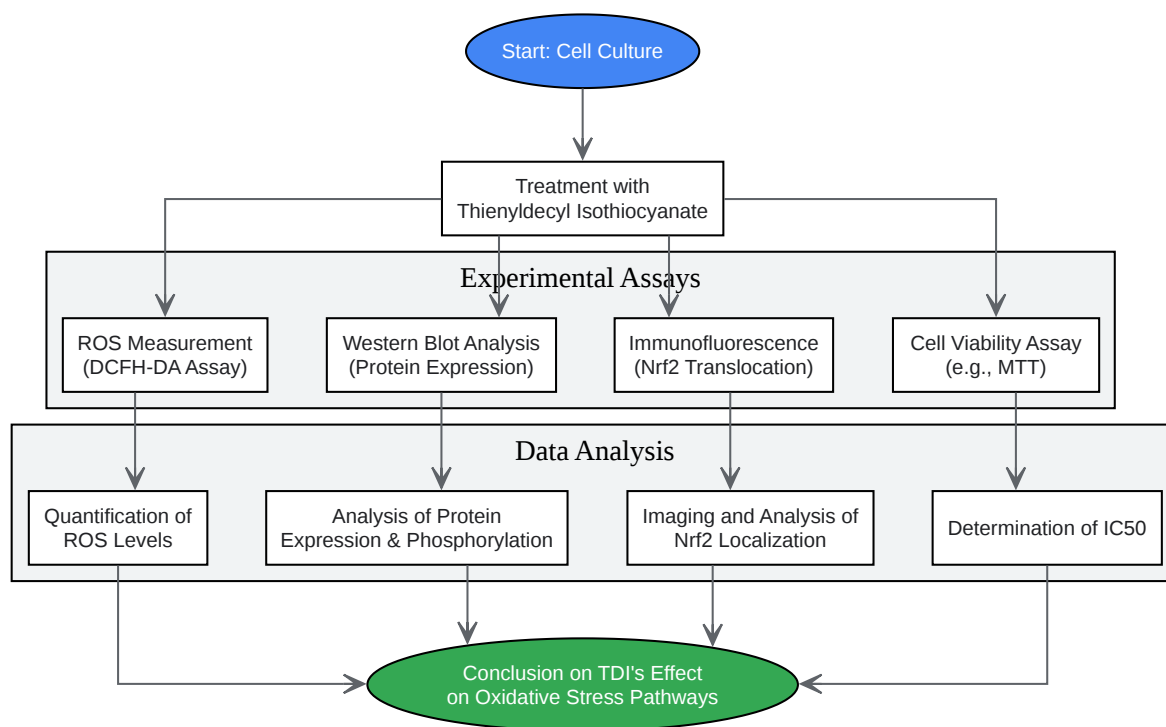 Start: Cell Culture
Treatment with
Thienyldecyl Isothiocyanate
Experimental Assays
ROS Measurement
(DCFH-DA Assay)
Western Blot Analysis
(Protein Expression)
Immunofluorescence
(Nrf2 Translocation)
Cell Viability Assay
(e.g., MTT)
Data Analysis
Quantification of
ROS Levels
Analysis of Protein
Expression & Phosphorylation
Imaging and Analysis of
Nrf2 Localization
Determination of IC50
Conclusion on TDI's Effect
on Oxidative Stress Pathways